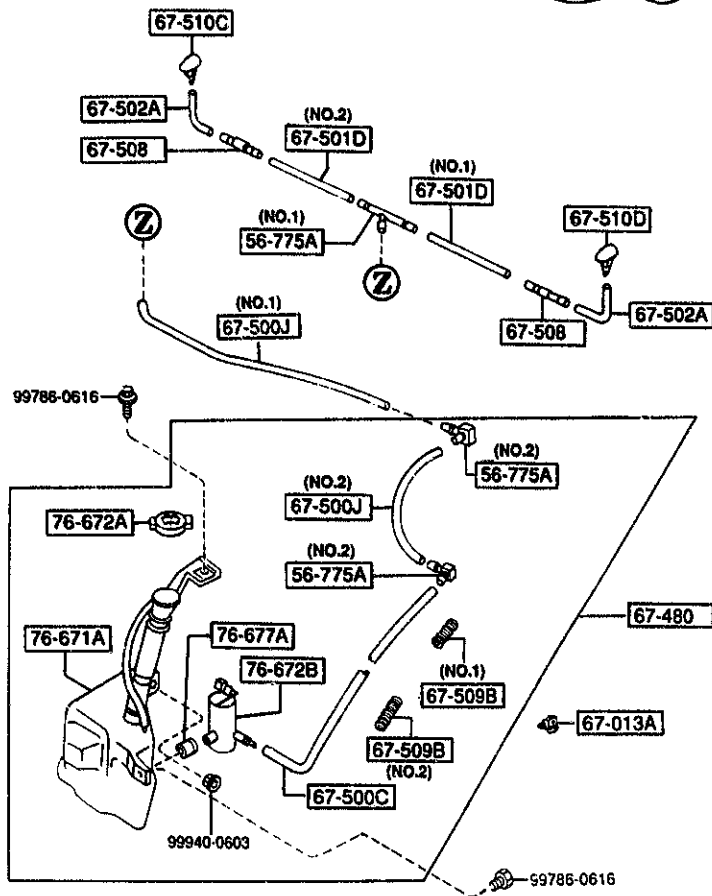 67-510C
67-502A
(NO.2)
67-501D
67-508
(NO.1)
67-501D
(NO.1)
56-775A
67-510D
Z
Z
(NO.1)
67-500J
67-508
67-502A
99786-0616
(NO.2)
56-775A
(NO.2)
67-500J
76-672A
(NO.2)
56-775A
67-480
76-671A
76-677A
76-672B
(NO.1)
67-509B
67-013A
67-509B
(NO.2)
67-500C
99940-0603
99786-0616